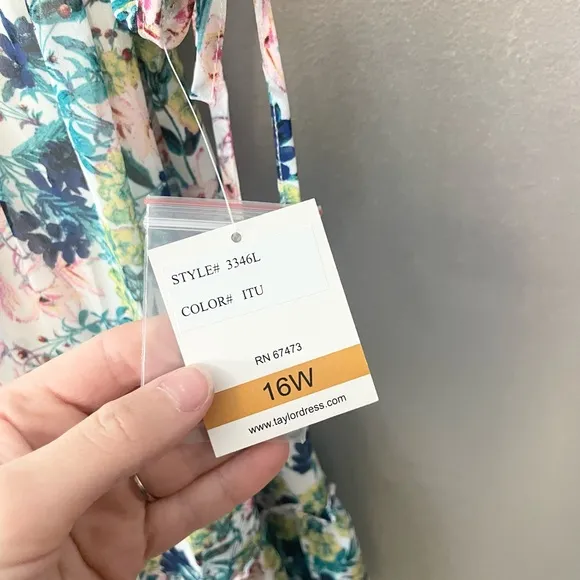 STYLE# 3346L
COLOR# ITU
RN 67473
16W
www.taylordress.com